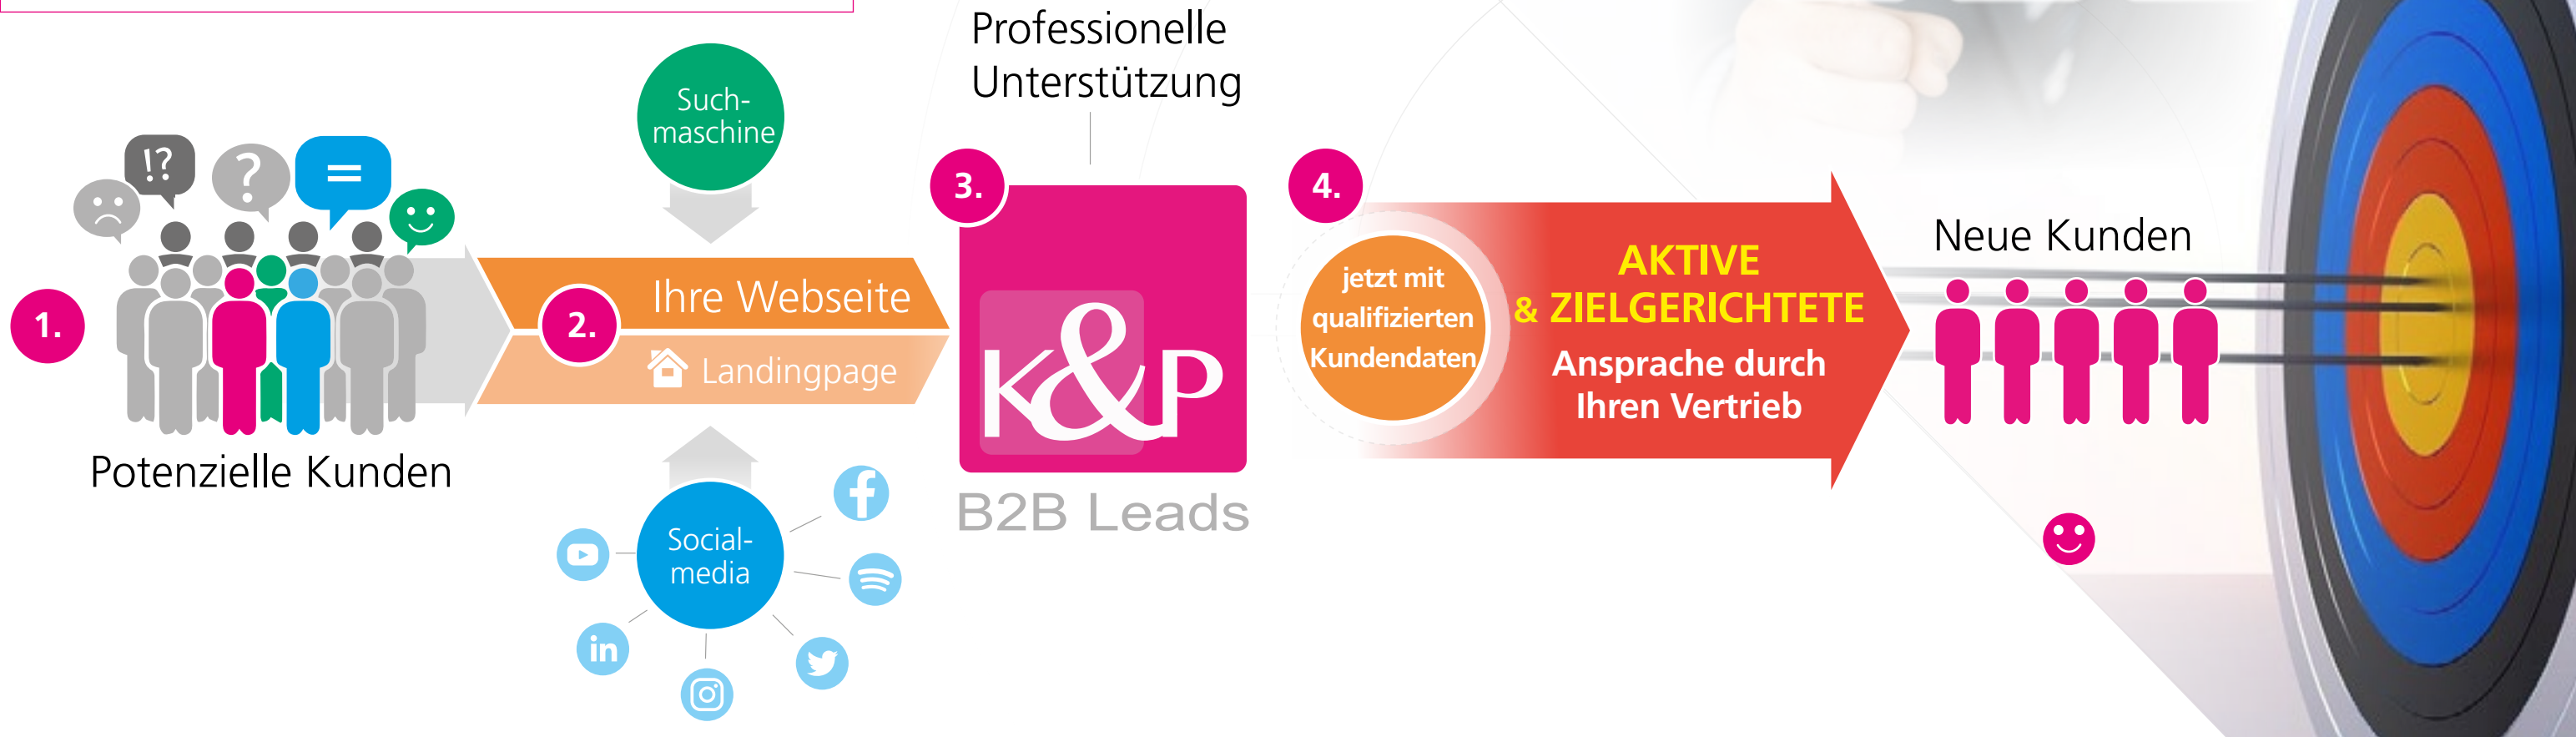 1.
!?
?
=
Potenzielle Kunden
Such-
maschine
2.
Ihre Webseite
Landingpage
Social-
media
in
Professionelle
Unterstützung
3.
K&P
B2B Leads
4.
jetzt mit
qualifizierten
Kundendaten
AKTIVE
& ZIELGERICHTETE
Ansprache durch
Ihren Vertrieb
Neue Kunden